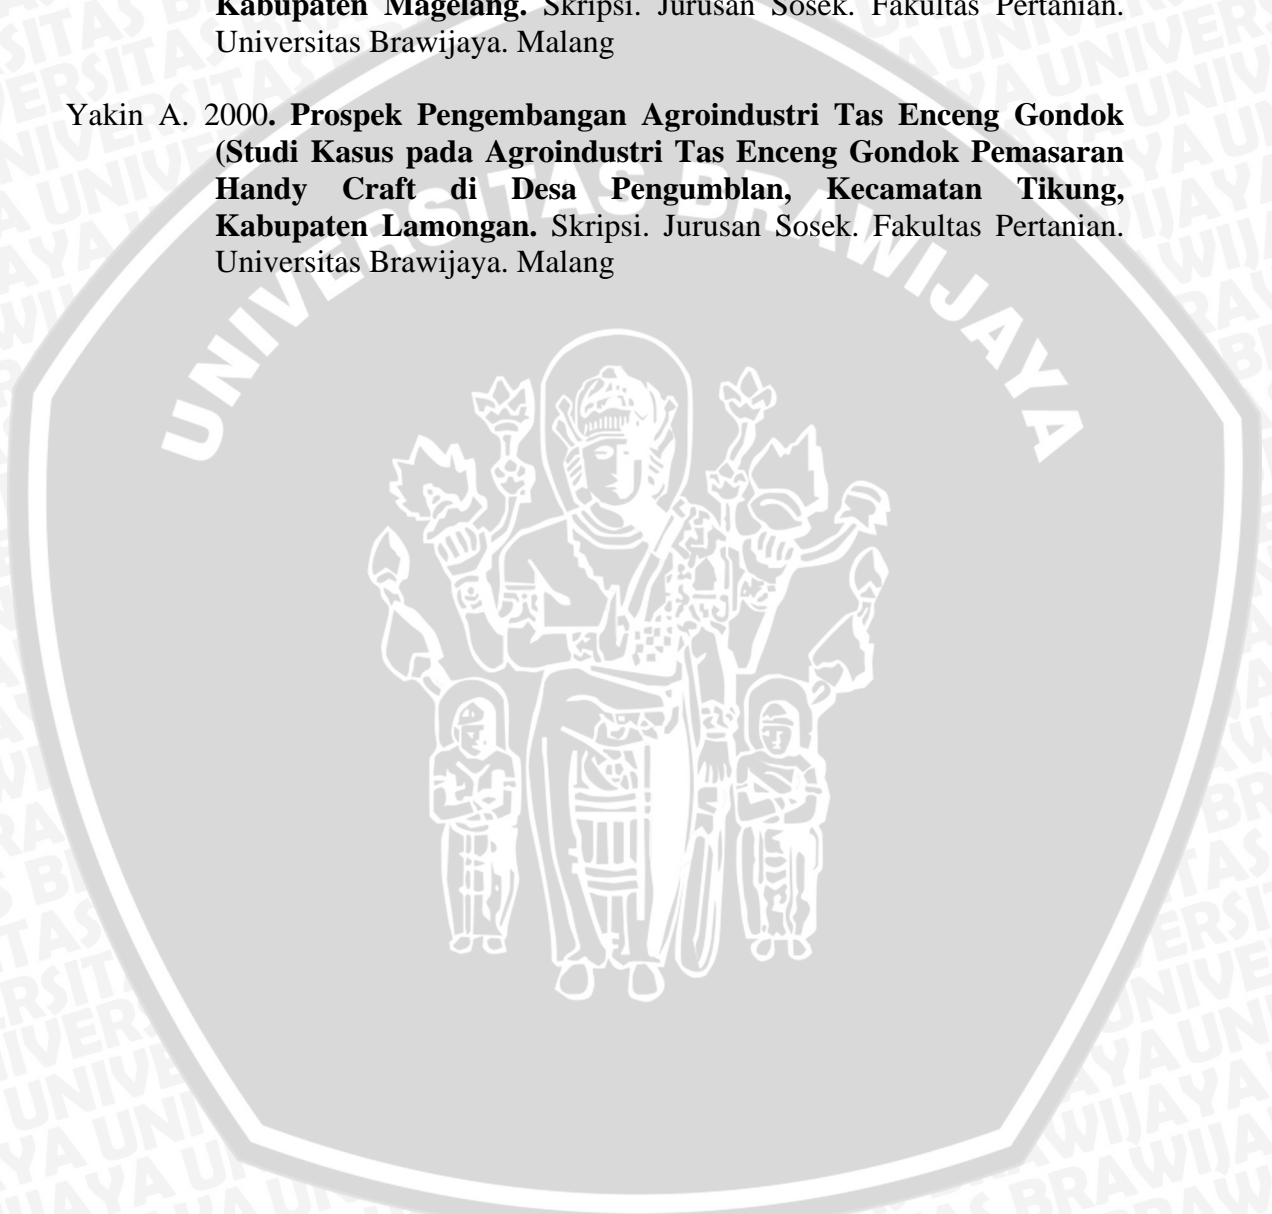 Kabupaten Magelang. Skripsi. Jurusan Sosek. Fakultas Pertanian.
Universitas Brawijaya. Malang
Yakin A. 2000. Prospek Pengembangan Agroindustri Tas Enceng Gondok
(Studi Kasus pada Agroindustri Tas Enceng Gondok Pemasaran
Handy Craft di Desa Pengumblan, Kecamatan Tikung,
Kabupaten Lamongan. Skripsi. Jurusan Sosek. Fakultas Pertanian.
Universitas Brawijaya. Malang
UNIVERSITAS BRAWIJAYA